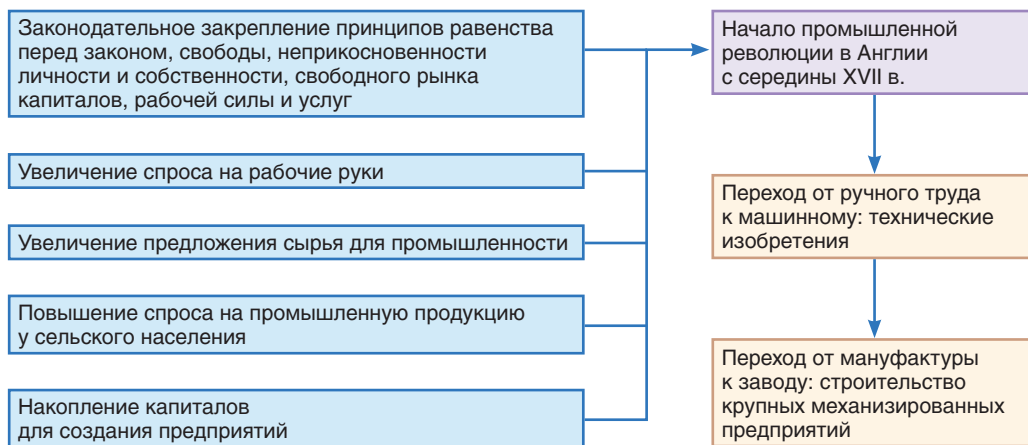 Законодательное закрепление принципов равенства
перед законом, свободы, неприкосновенности
личности и собственности, свободного рынка
капиталов, рабочей силы и услуг
Увеличение спроса на рабочие руки
Увеличение предложения сырья для промышленности
Повышение спроса на промышленную продукцию
у сельского населения
Накопление капиталов
для создания предприятий
Начало промышленной
революции в Англии
с середины XVII в.
Переход от ручного труда
к машинному: технические
изобретения
Переход от мануфактуры
к заводу: строительство
крупных механизированных
предприятий